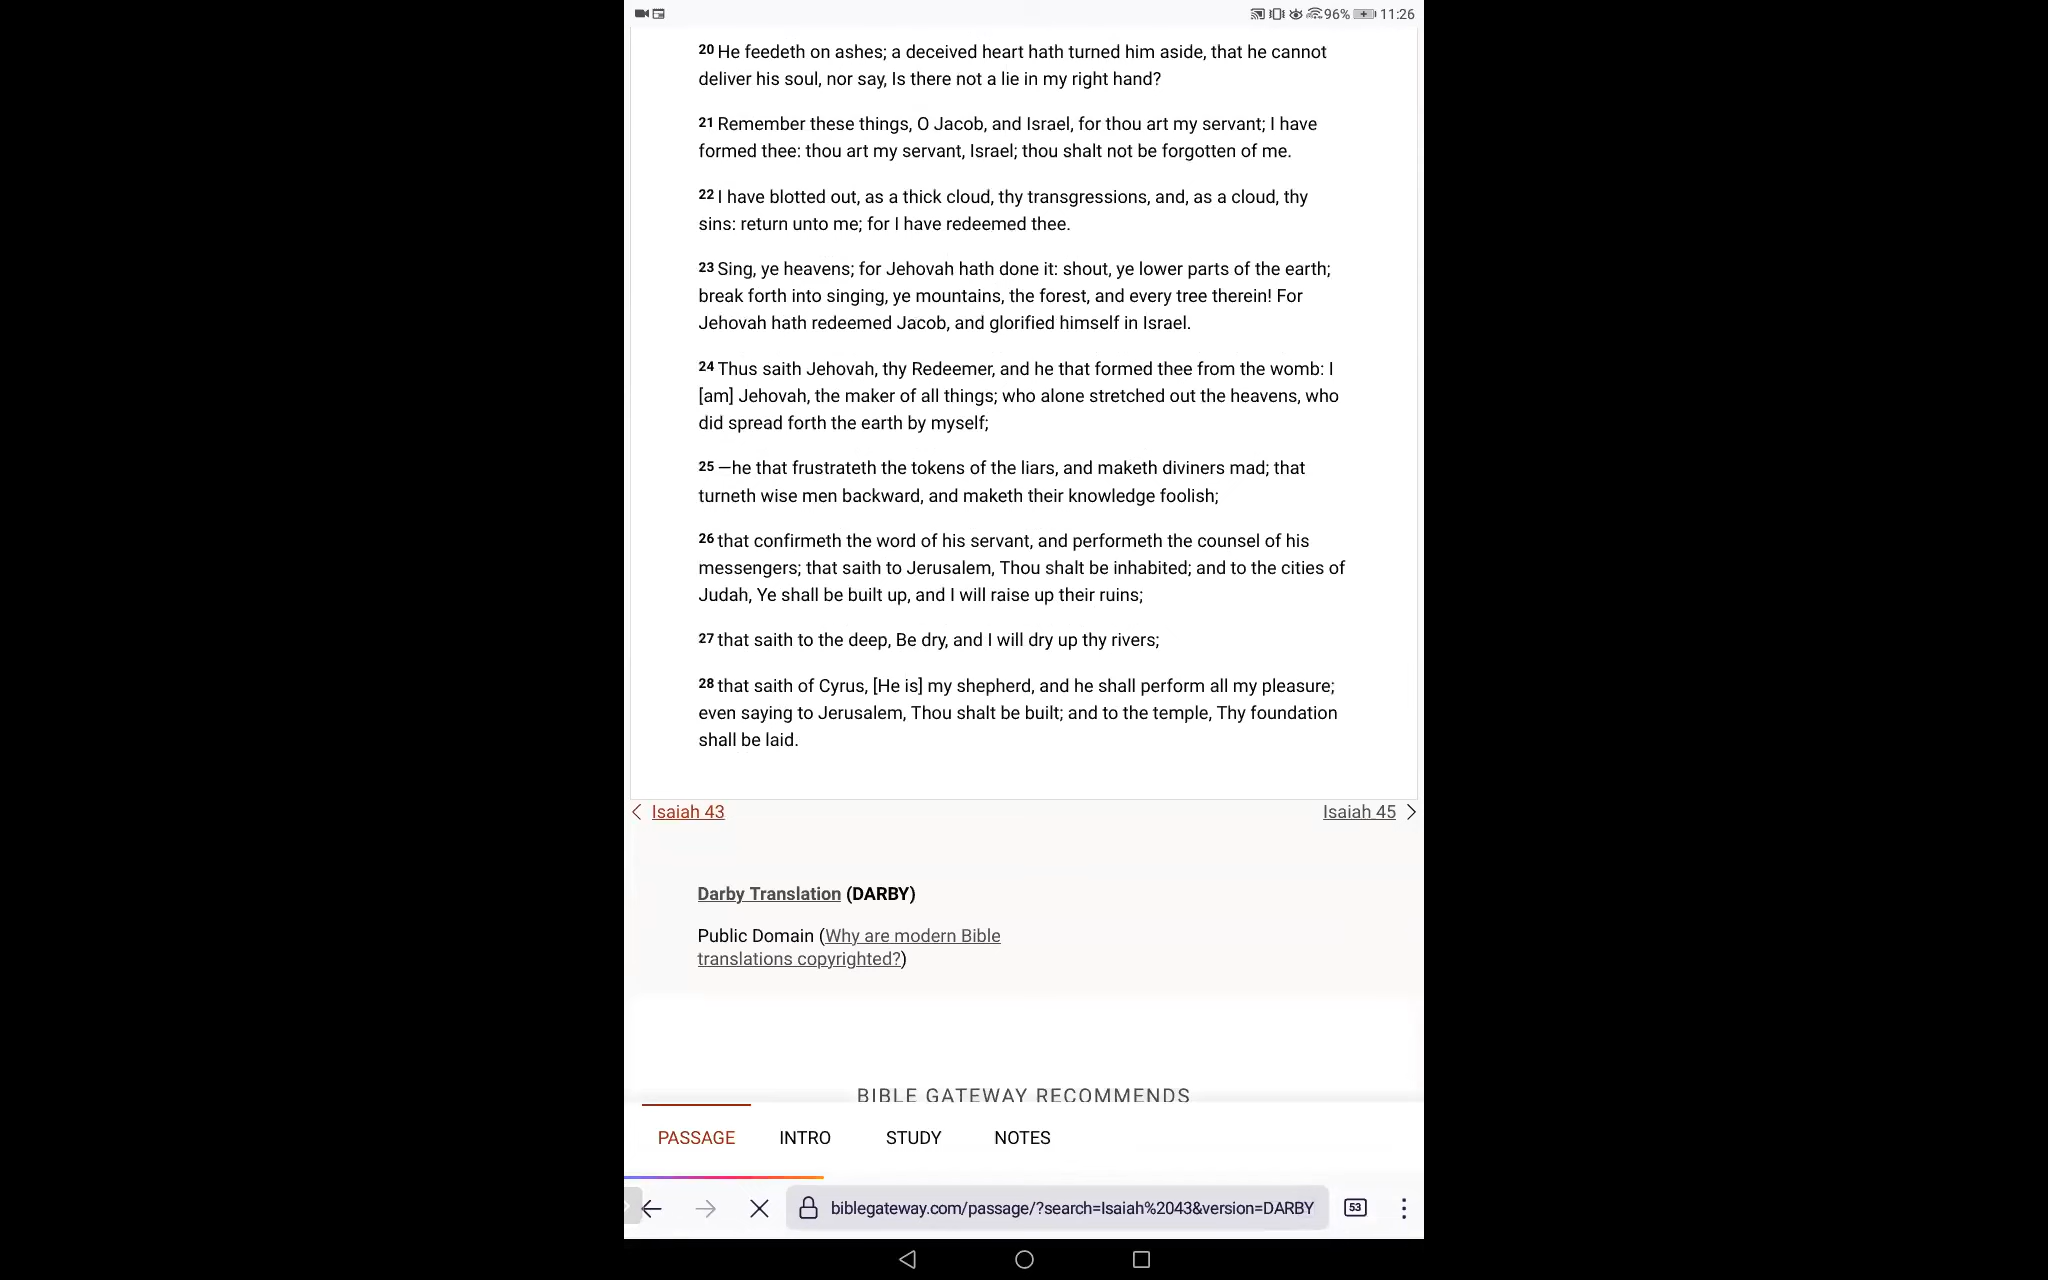 96% 11:26
20 He feedeth on ashes; a deceived heart hath turned him aside, that he cannot
deliver his soul, nor say, Is there not a lie in my right hand?
21 Remember these things, O Jacob, and Israel, for thou art my servant; I have
formed thee: thou art my servant, Israel; thou shalt not be forgotten of me.
22 I have blotted out, as a thick cloud, thy transgressions, and, as a cloud, thy
sins: return unto me; for I have redeemed thee.
23 Sing, ye heavens; for Jehovah hath done it: shout, ye lower parts of the earth;
break forth into singing, ye mountains, the forest, and every tree therein! For
Jehovah hath redeemed Jacob, and glorified himself in Israel.
24 Thus saith Jehovah, thy Redeemer, and he that formed thee from the womb: I
[am] Jehovah, the maker of all things; who alone stretched out the heavens, who
did spread forth the earth by myself;
25 —he that frustrateth the tokens of the liars, and maketh diviners mad; that
turneth wise men backward, and maketh their knowledge foolish;
26 that confirmeth the word of his servant, and performeth the counsel of his
messengers; that saith to Jerusalem, Thou shalt be inhabited; and to the cities of
Judah, Ye shall be built up, and I will raise up their ruins;
27 that saith to the deep, Be dry, and I will dry up thy rivers;
28 that saith of Cyrus, [He is] my shepherd, and he shall perform all my pleasure;
even saying to Jerusalem, Thou shalt be built; and to the temple, Thy foundation
shall be laid.
Isaiah 43 Isaiah 45
Darby Translation (DARBY)
Public Domain (Why are modern Bible
translations copyrighted?)
BIBLE GATEWAY RECOMMENDS
PASSAGE INTRO STUDY NOTES
biblegateway.com/passage/?search=Isaiah%2043&version=DARBY 53